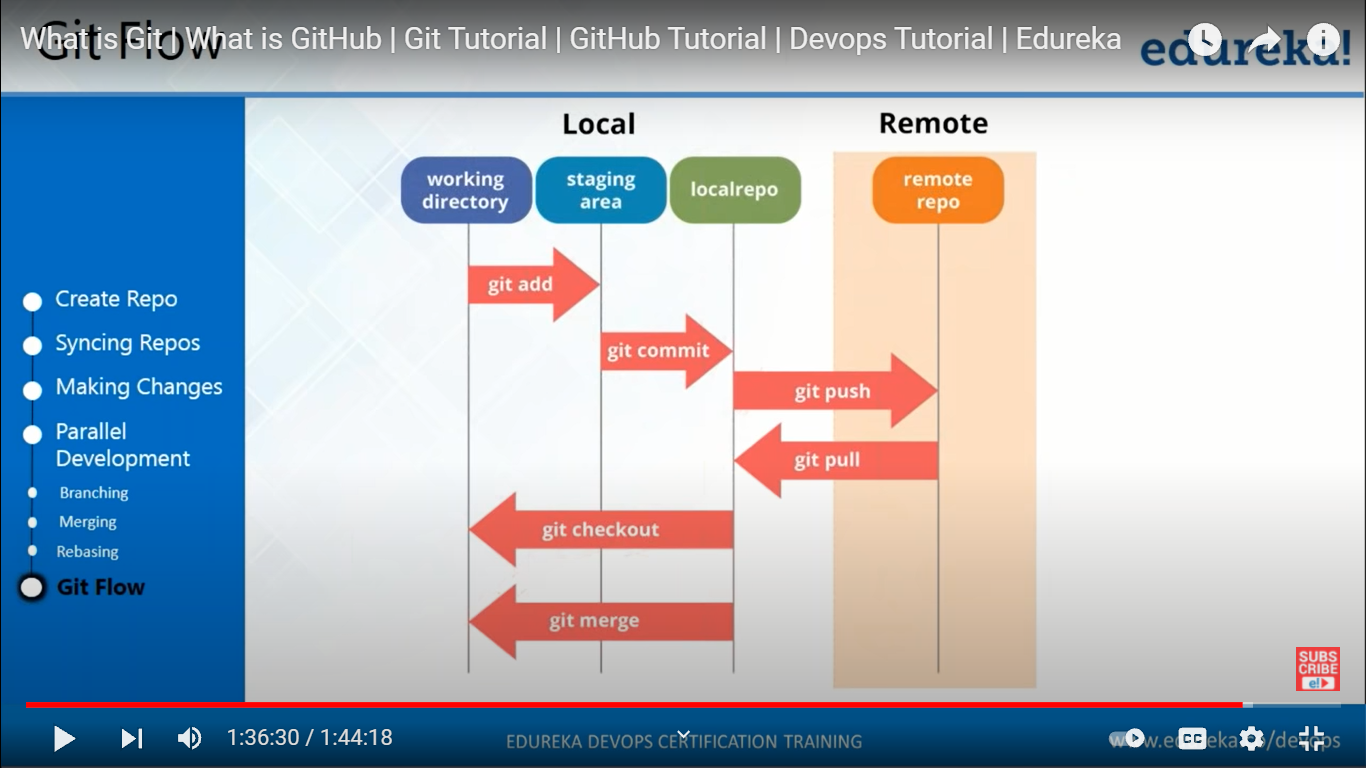 What is Git | What is GitHub | Git Tutorial | GitHub Tutorial | Devops Tutorial | Edureka
Git Flow
edureka!
Local
Remote
working
directory
staging
area
localrepo
remote
repo
git add
git commit
git push
git pull
git checkout
git merge
Create Repo
Syncing Repos
Making Changes
Parallel
Development
Branching
Merging
Rebasing
Git Flow
SUBS
CRIBE
e!
1:36:30 / 1:44:18
EDUREKA DEVOPS CERTIFICATION TRAINING
CC